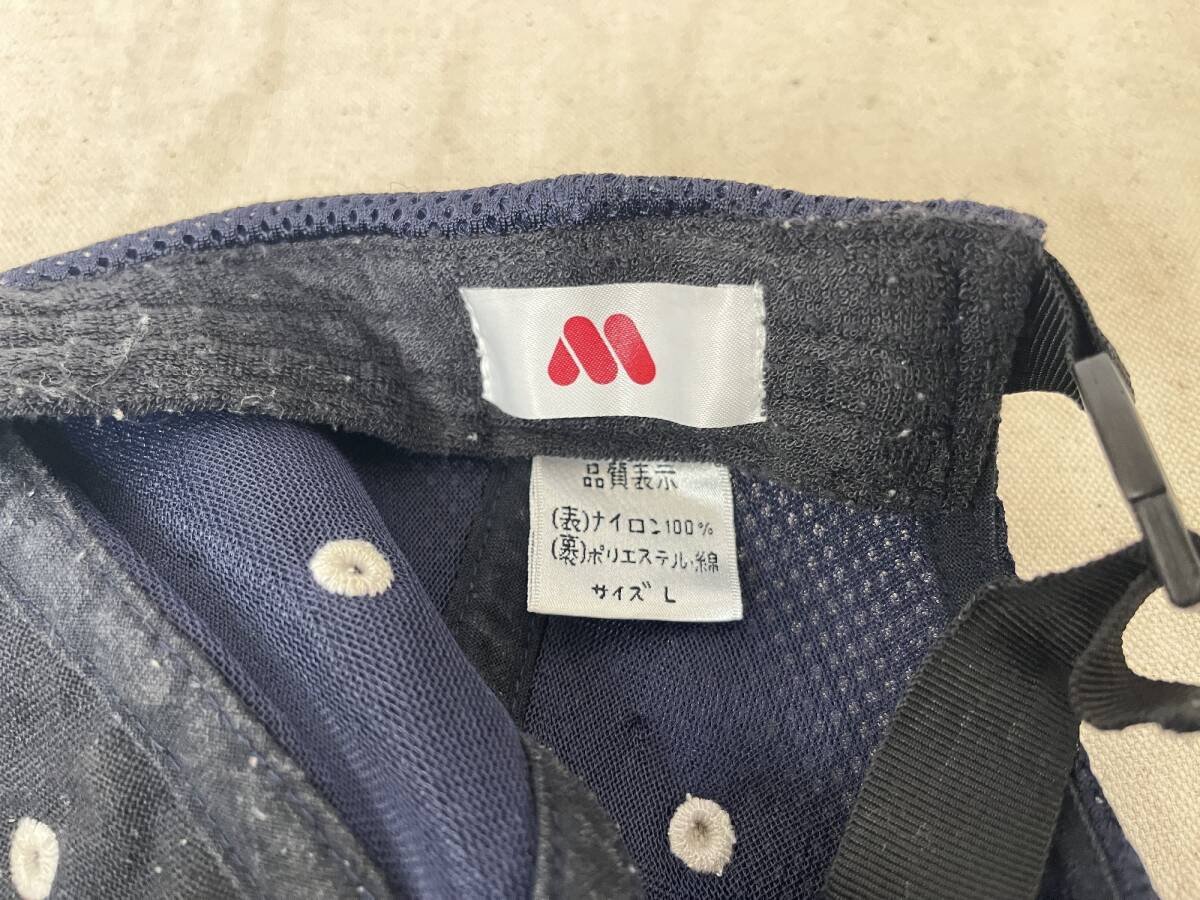 品質表示
(表)ナイロン100%
(裏)ポリエステル・綿
サイズ L